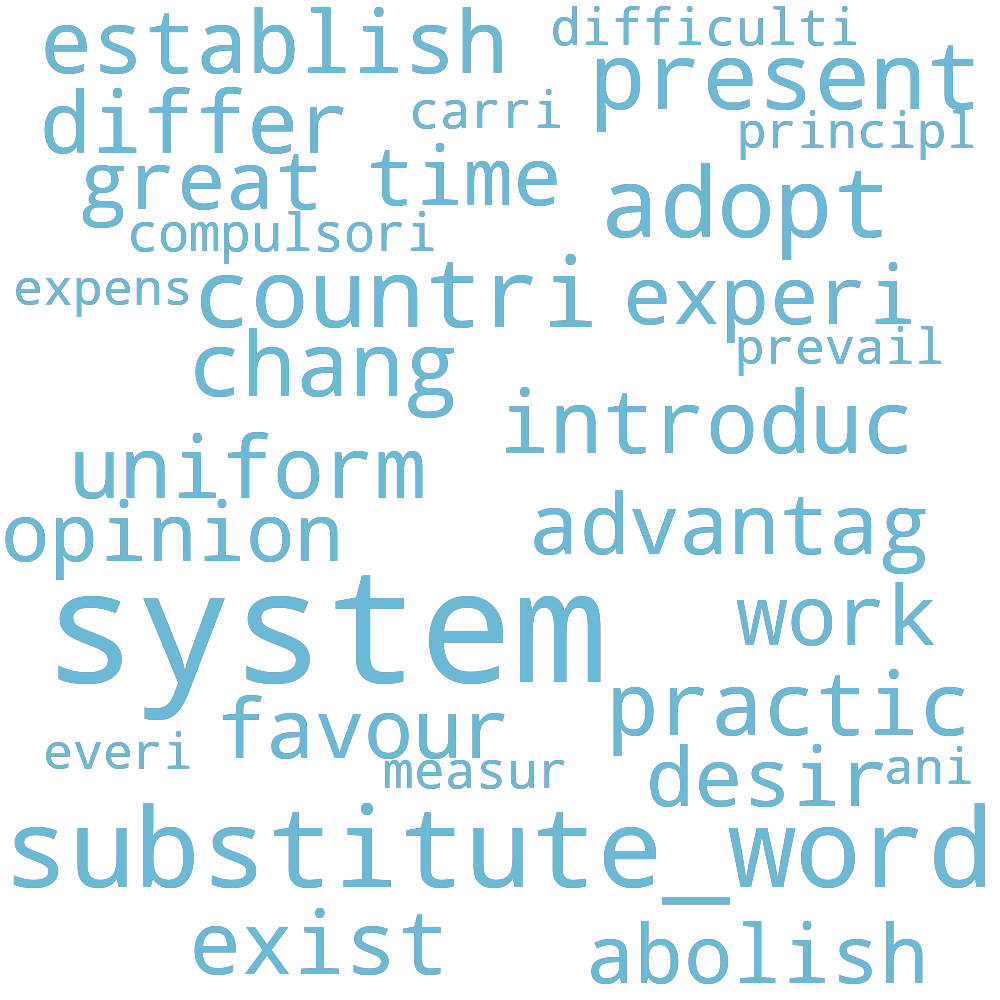 establish
difficulti
present
differ
carri
principl
great
time
adopt
compulsori
expens
countri
experi
chang
prevail
introduc
uniform
opinion
advantag
system
work
favour
practic
everi
measur
desir
ani
substitute_word
exist
abolish